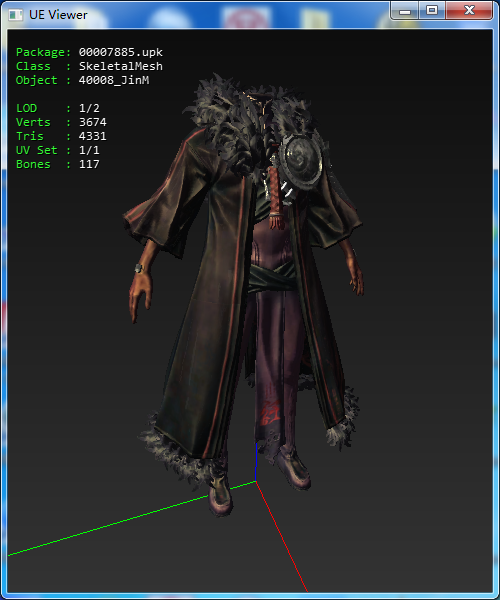 UE Viewer
Package: 00007885.upk
Class : SkeletalMesh
Object : 40008_JinM
LOD : 1/2
Verts : 3674
Tris : 4331
UV Set : 1/1
Bones : 117